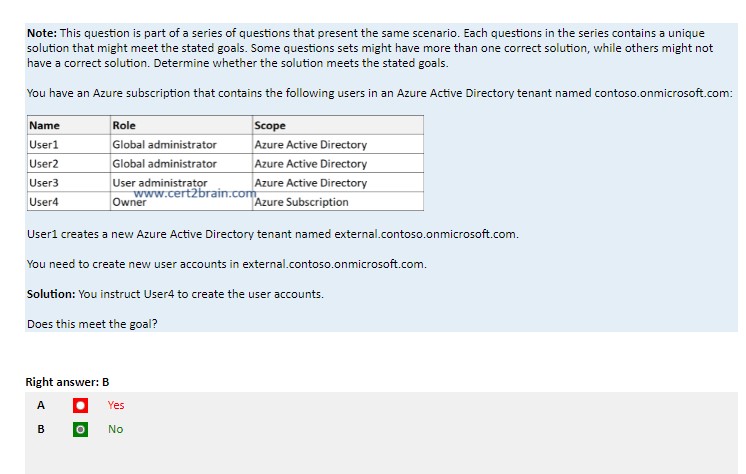 Note: This question is part of a series of questions that present the same scenario. Each questions in the series contains a unique
solution that might meet the stated goals. Some questions sets might have more than one correct solution, while others might not
have a correct solution. Determine whether the solution meets the stated goals.
You have an Azure subscription that contains the following users in an Azure Active Directory tenant named contoso.onmicrosoft.com:
Name Role Scope
User1 Global administrator Azure Active Directory
User2 Global administrator Azure Active Directory
User3 User administrator Azure Active Directory
www.cert2brain.com
User4 Owner Azure Subscription
User1 creates a new Azure Active Directory tenant named external.contoso.onmicrosoft.com.
You need to create new user accounts in external.contoso.onmicrosoft.com.
Solution: You instruct User4 to create the user accounts.
Does this meet the goal?
Right answer: B
A Yes
B No